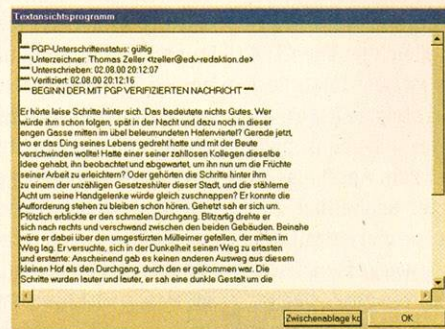 Textansichtsprogramm
*** PGP-Unterschriftenstatus: gültig
*** Unterzeichner: Thomas Zeller <tzeller@edv-redaktion.de>
*** Unterschrieben: 02.08.00 20:12:07
*** Verifiziert: 02.08.00 20:12:16
*** BEGINN DER MIT PGP VERIFIZIERTEN NACHRICHT ***
Er hörte leise Schritte hinter sich. Das bedeutete nichts Gutes. Wer
würde ihm schon folgen, spät in der Nacht und dazu noch in dieser
engen Gasse mitten im übel beleumundeten Hafenviertel? Gerade jetzt,
wo er das Ding seines Lebens gedreht hatte und mit der Beute
verschwinden wollte! Hatte einer seiner zahllosen Kollegen dieselbe
Idee gehabt, ihn beobachtet und abgewartet, um ihn nun um die Früchte
seiner Arbeit zu erleichtern? Oder gehörten die Schritte hinter ihm
zu einem der unzähligen Gesetzeshüter dieser Stadt, und die stählerne
Acht um seine Handgelenke würde gleich zuschnappen? Er konnte die
Aufforderung stehen zu bleiben schon hören. Gehetzt sah er sich um.
Plötzlich erblickte er den schmalen Durchgang. Blitzartig drehte er
sich nach rechts und verschwand zwischen den beiden Gebäuden. Beinahe
wäre er dabei über den umgestürzten Mülleimer gefallen, der mitten im
Weg lag. Er versuchte, sich in der Dunkelheit seinen Weg zu ertasten
und erstarrte: Anscheinend gab es keinen anderen Ausweg aus diesem
kleinen Hof als den Durchgang, durch den er gekommen war. Die
Schritte wurden lauter und lauter, er sah eine dunkle Gestalt um die
Zwischenablage ko OK